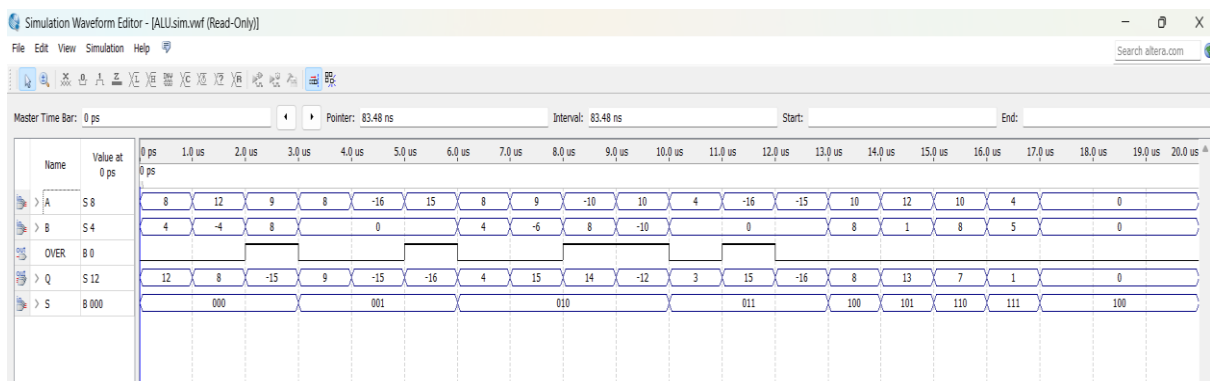 Simulation Waveform Editor - [ALU.sim.vwf (Read-Only)]
File Edit View Simulation Help
Search altera.com
Master Time Bar: 0 ps Pointer: 83.48 ns Interval: 83.48 ns Start: End:
Name Value at 0 ps
0 ps 1.0 us 2.0 us 3.0 us 4.0 us 5.0 us 6.0 us 7.0 us 8.0 us 9.0 us 10.0 us 11.0 us 12.0 us 13.0 us 14.0 us 15.0 us 16.0 us 17.0 us 18.0 us 19.0 us 20.0 us
0 ps
A S 8 8 12 9 8 -16 15 8 9 -10 10 4 -16 -15 10 12 10 4 0
B S 4 4 -4 8 0 4 -6 8 -10 0 8 1 8 5 0
OVER B 0
Q S 12 12 8 -15 9 -15 -16 4 15 14 -12 3 15 -16 8 13 7 1 0
S B 000 000 001 010 011 100 101 110 111 100